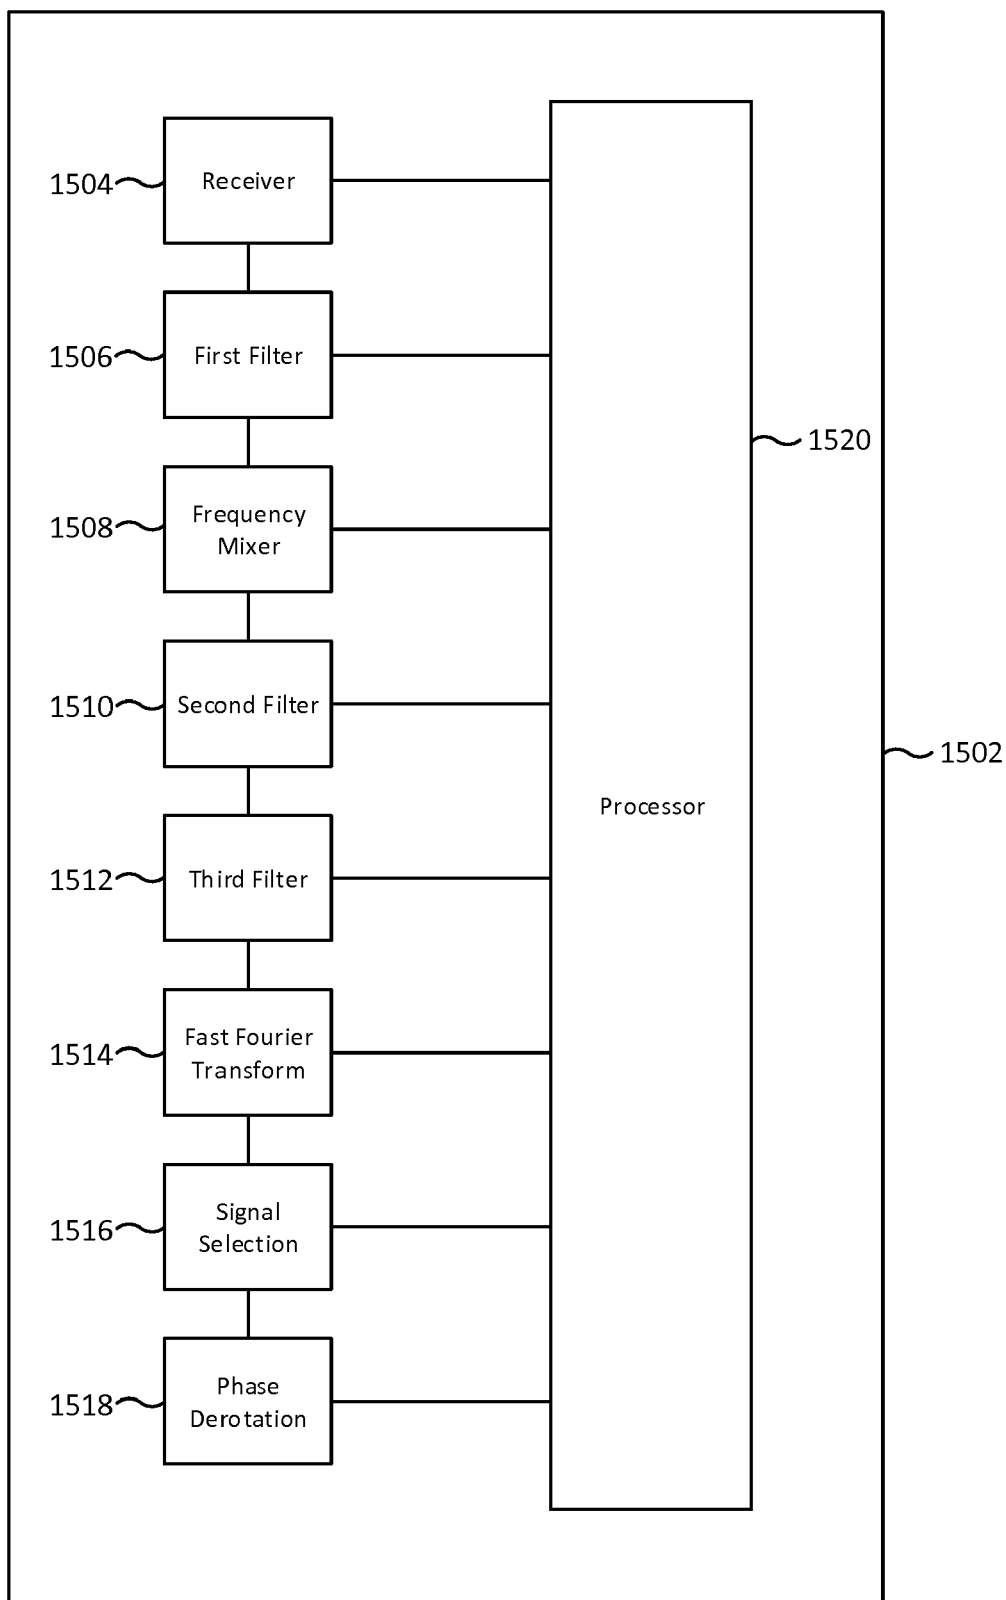 1504
Receiver
1506
First Filter
1508
Frequency
Mixer
1520
1510
Second Filter
1502
Processor
1512
Third Filter
1514
Fast Fourier
Transform
1516
Signal
Selection
1518
Phase
Derotation